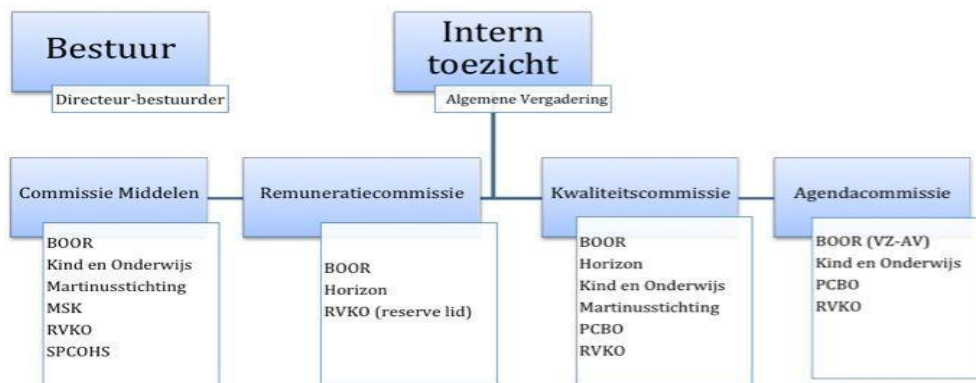 Bestuur
Directeur-bestuurder
Intern
toezicht
Algemene Vergadering
Commissie Middelen
BOOR
Kind en Onderwijs
Martinusstichting
MSK
RVKO
SPCOHS
Remuneratiecommissie
BOOR
Horizon
RVKO (reserve lid)
Kwaliteitscommissie
BOOR
Horizon
Kind en Onderwijs
Martinusstichting
PCBO
RVKO
Agendacommissie
BOOR (VZ-AV)
Kind en Onderwijs
PCBO
RVKO